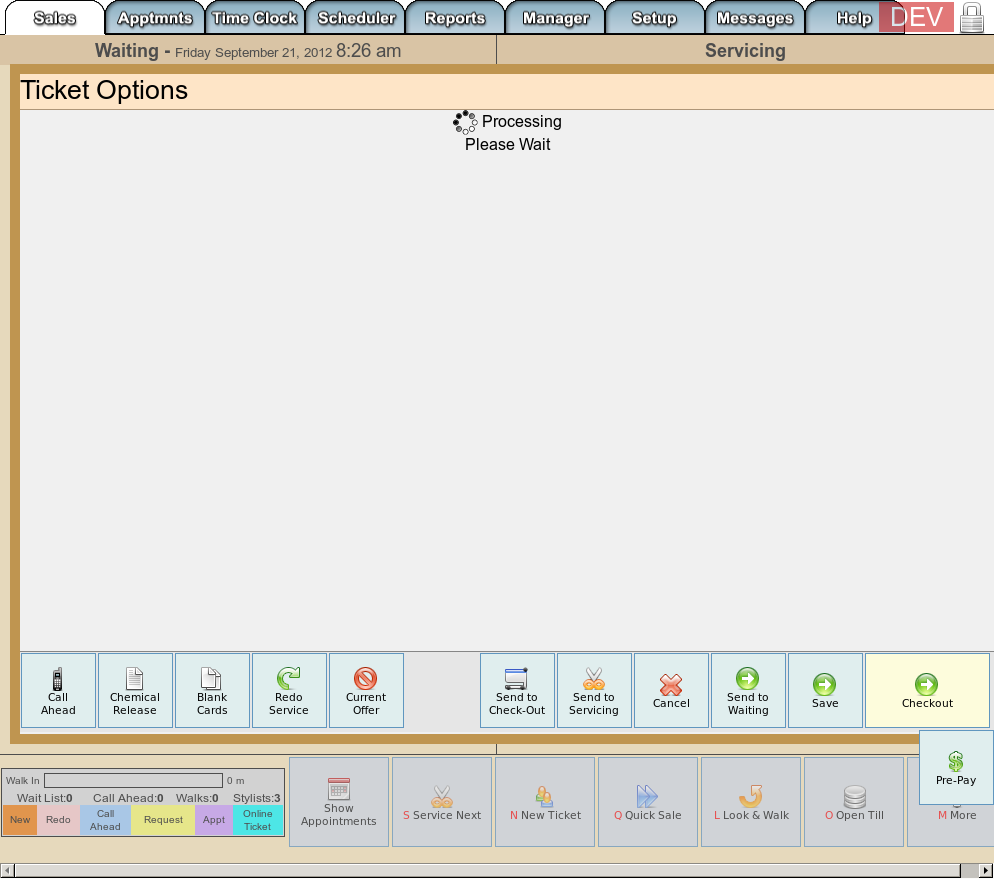 Sales Apptmnts Time Clock Scheduler Reports Manager Setup Messages Help DEV
Waiting - Friday September 21, 2012 8:26 am
Servicing
Ticket Options
Processing
Please Wait
Call
Ahead
Chemical
Release
Blank
Cards
Redo
Service
Current
Offer
Send to
Check-Out
Send to
Servicing
Cancel
Send to
Waiting
Save
Checkout
Pre-Pay
Walk In 0 m
Wait List:0 Call Ahead:0 Walks:0 Stylists:3
New
Redo
Call
Ahead
Request
Appt
Online
Ticket
Show
Appointments
S Service Next
N New Ticket
Q Quick Sale
L Look & Walk
O Open Till
M More